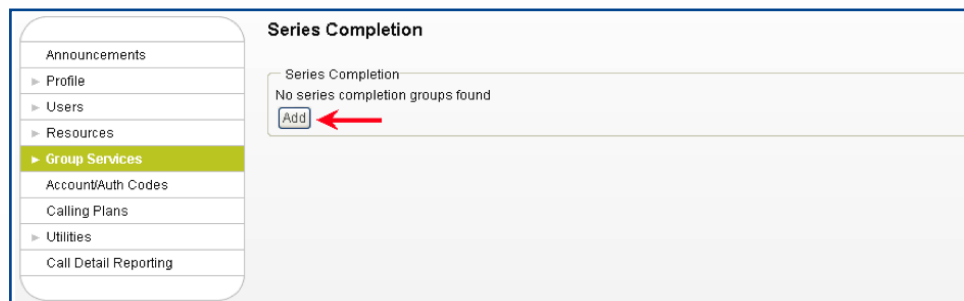 Series Completion
Announcements
Profile
Users
Resources
Group Services
Account/Auth Codes
Calling Plans
Utilities
Call Detail Reporting
Series Completion
No series completion groups found
Add